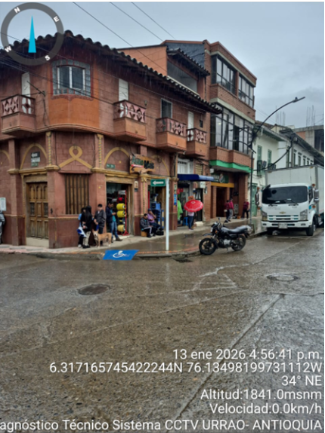 N
13 ene 2026 4:56:41 p.m.
6.317165745422244N 76.13498199731112W
34° NE
Altitud:1841.0msnm
Velocidad:0.0km/h
agnóstico Técnico Sistema CCTV URRAO- ANTIOQUIA